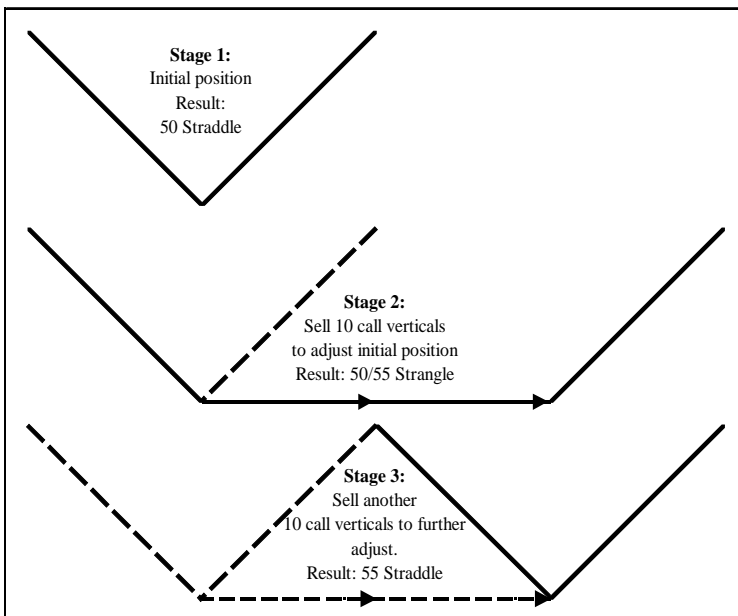 Stage 1:
Initial position
Result:
50 Straddle
Stage 2:
Sell 10 call verticals
to adjust initial position
Result: 50/55 Strangle
Stage 3:
Sell another
10 call verticals to further
adjust.
Result: 55 Straddle